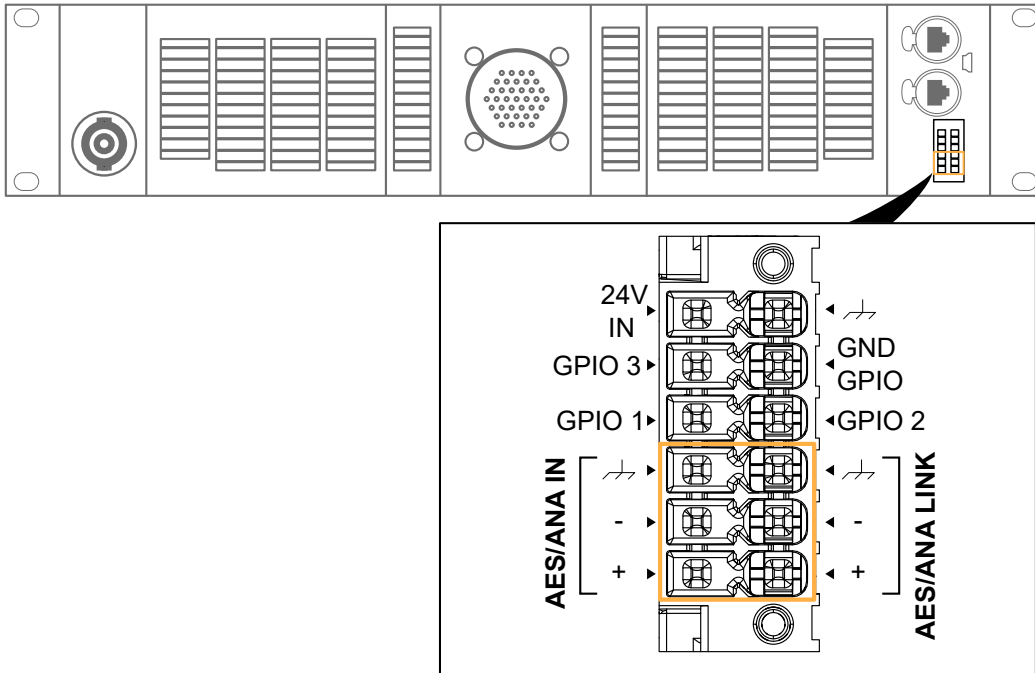 24V
IN
GPIO 3
GND
GPIO
GPIO 1
GPIO 2
AES/ANA IN
-
+
AES/ANA LINK
-
+